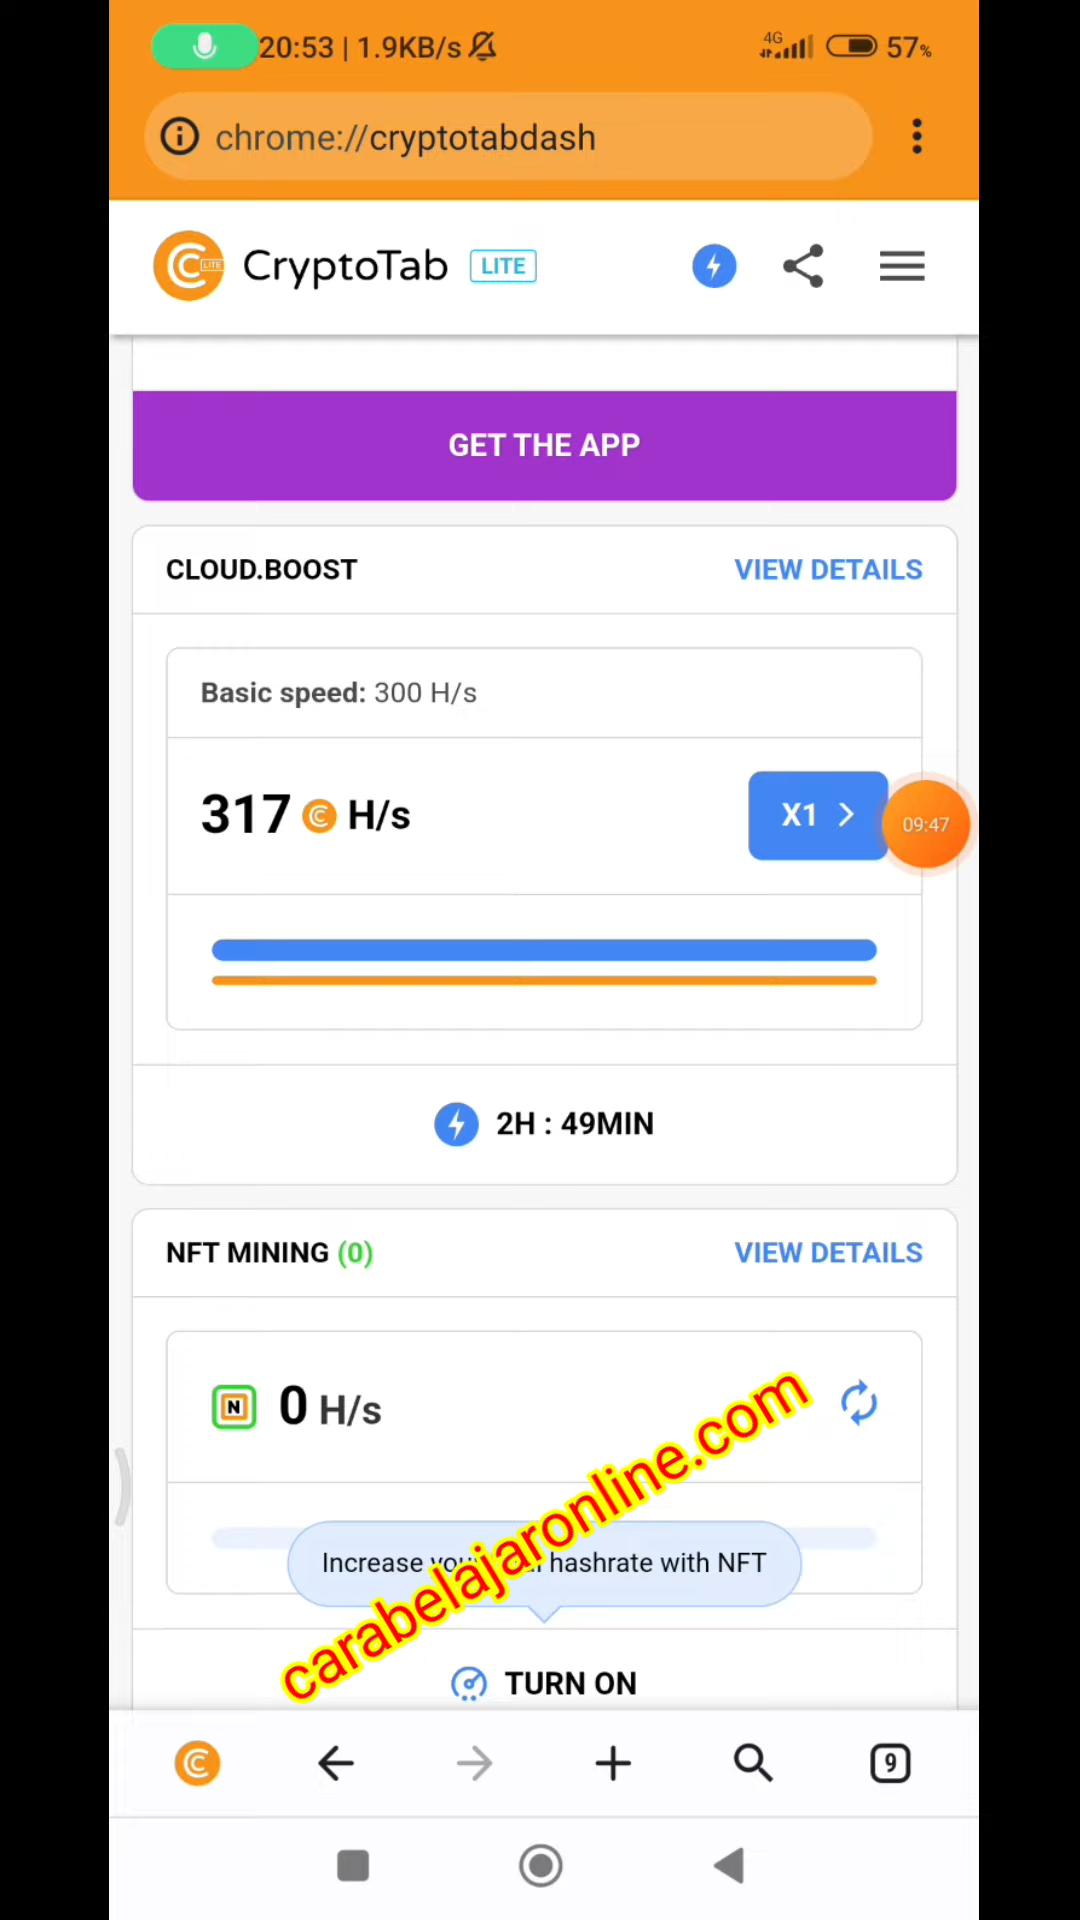 20:53 | 1.9KB/s
4G
57%
chrome://cryptotabdash
CryptoTab LITE
GET THE APP
CLOUD.BOOST VIEW DETAILS
Basic speed: 300 H/s
317 H/s X1
09:47
2H : 49MIN
NFT MINING (0) VIEW DETAILS
N 0 H/s
carabelajaronline.com
Increase hashrate with NFT
TURN ON
9